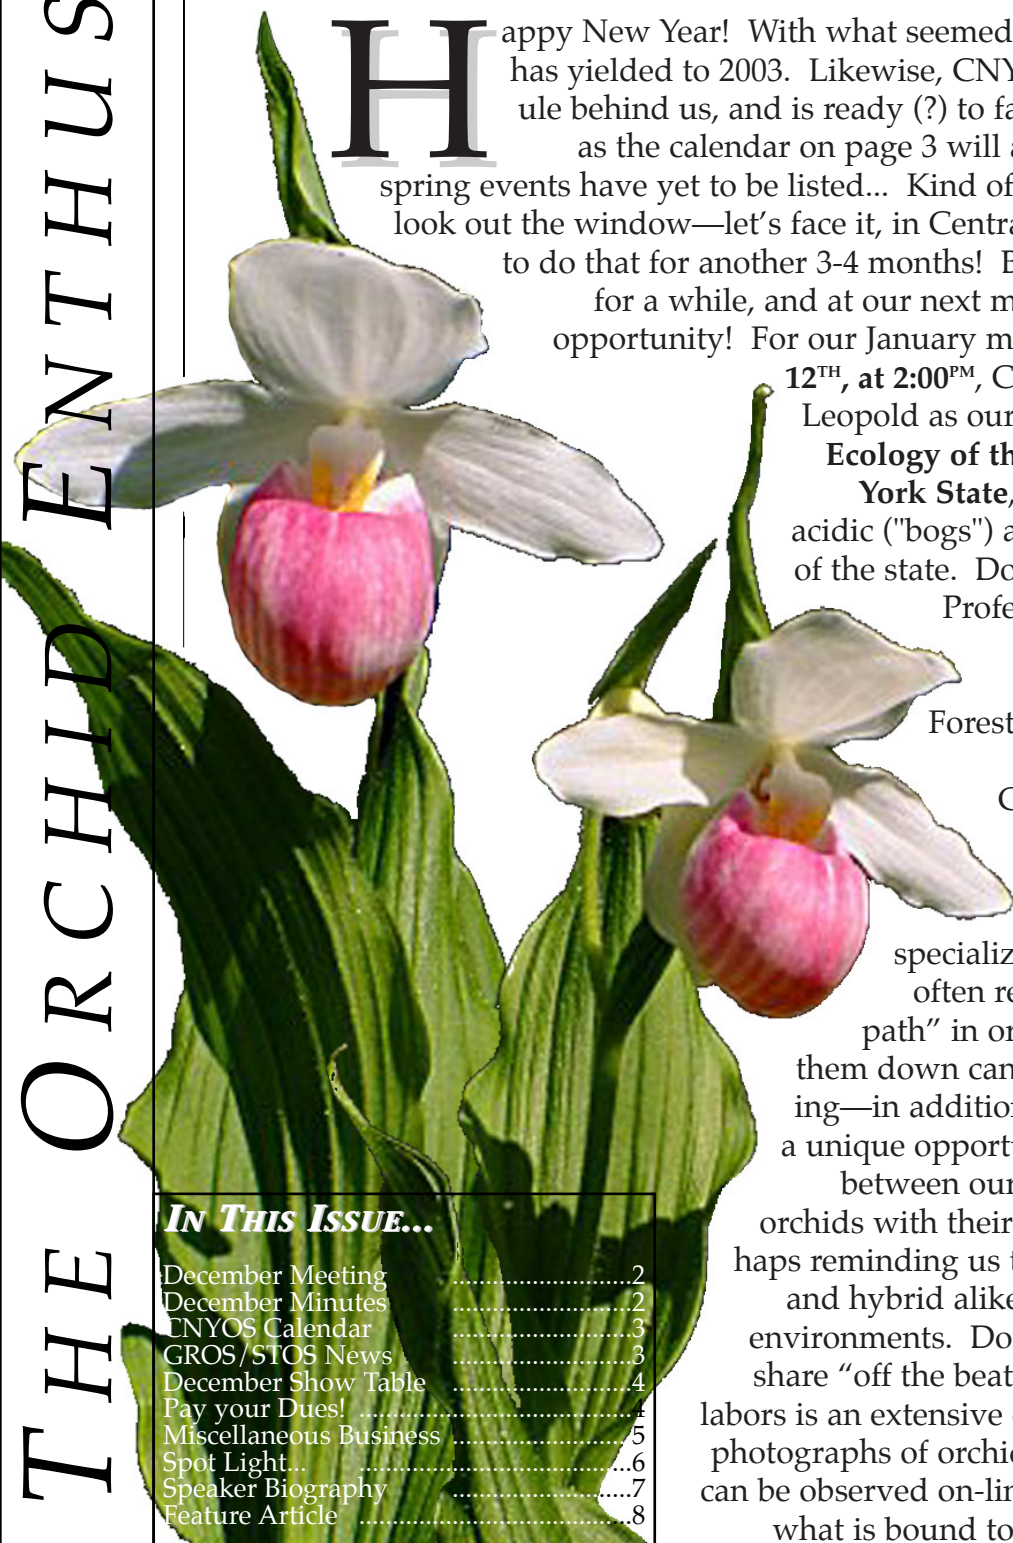 THE ORCHID ENTHUS
Happy New Year! With what seemed
has yielded to 2003. Likewise, CNY
ule behind us, and is ready (?) to fa
as the calendar on page 3 will a
spring events have yet to be listed... Kind of
look out the window—let’s face it, in Centra
to do that for another 3-4 months! B
for a while, and at our next m
opportunity! For our January m
12TH, at 2:00PM, C
Leopold as our
Ecology of th
York State,
acidic ("bogs") a
of the state. Do
Profe
Forest
C
specializ
often re
path” in or
them down can
ing—in addition
a unique opport
between our
orchids with their
haps reminding us t
and hybrid alike
environments. Do
share “off the beat
labors is an extensive
photographs of orchi
can be observed on-lin
what is bound to
IN THIS ISSUE...
December Meeting ..............................2
December Minutes ..............................2
CNYOS Calendar ..............................3
GROS/STOS News ..............................3
December Show Table ..............................4
Pay your Dues! ..............................4
Miscellaneous Business ..............................5
Spot Light... ..............................6
Speaker Biography ..............................7
Feature Article ..............................8